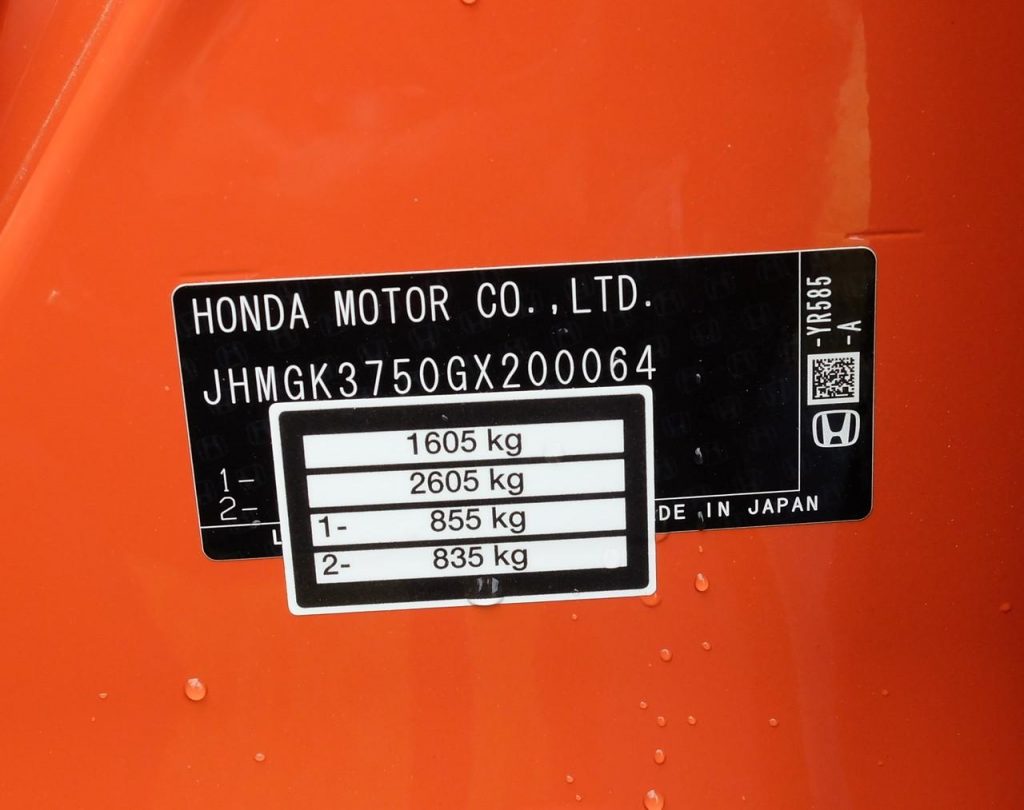 HONDA MOTOR CO.,LTD.
JHMGK3750GX200064
1-
2-
1605 kg
2605 kg
1- 855 kg
2- 835 kg
IN JAPAN
-YR585
-A